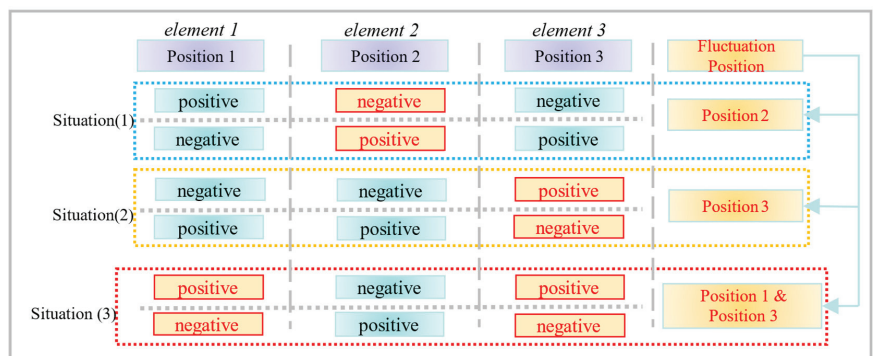 element 1 element 2 element 3
Position 1 Position 2 Position 3 Fluctuation
Position
Situation(1)
positive negative negative
negative positive positive
Position 2
Situation(2)
negative negative positive
positive positive negative
Position 3
Situation (3)
positive negative positive
negative positive negative
Position 1 &
Position 3